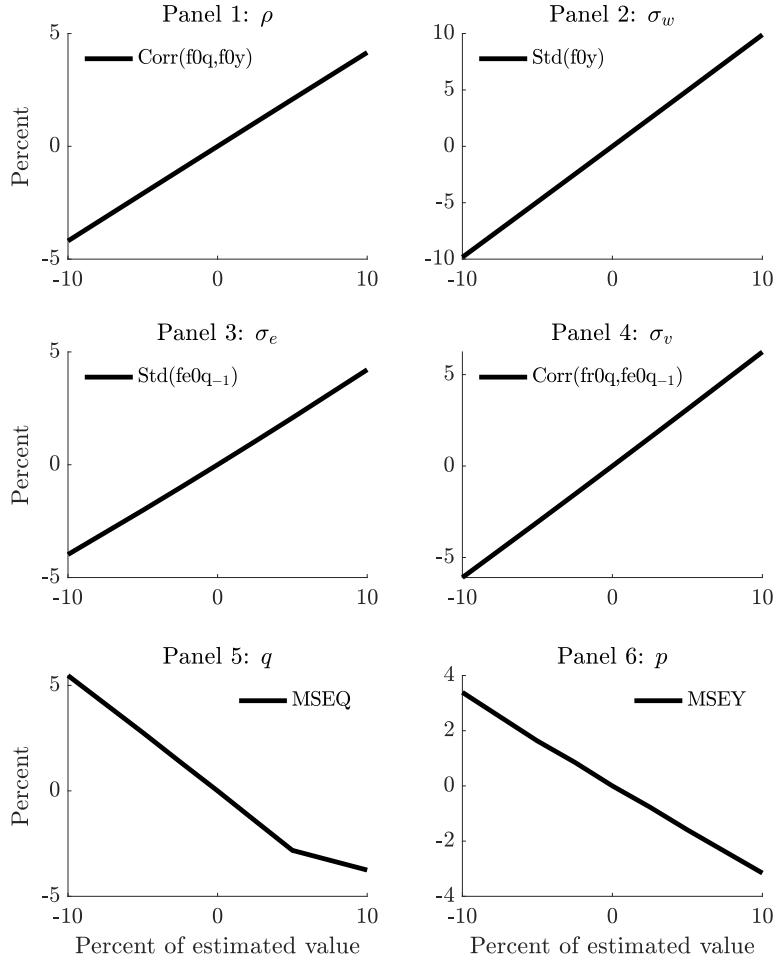 Panel 1: ρ
Panel 2: σ_w
5
10
Corr(f0q,f0y)
Std(f0y)
5
Percent
0
0
-5
-5
-10
-10
0
10
-10
0
10
Panel 3: σ_e
Panel 4: σ_v
5
5
Std(fe0q₋₁)
Corr(fr0q,fe0q₋₁)
Percent
0
0
-5
-5
-10
0
10
-10
0
10
Panel 5: q
Panel 6: p
5
4
MSEQ
MSEY
2
Percent
0
0
-2
-5
-4
-10
0
10
-10
0
10
Percent of estimated value
Percent of estimated value